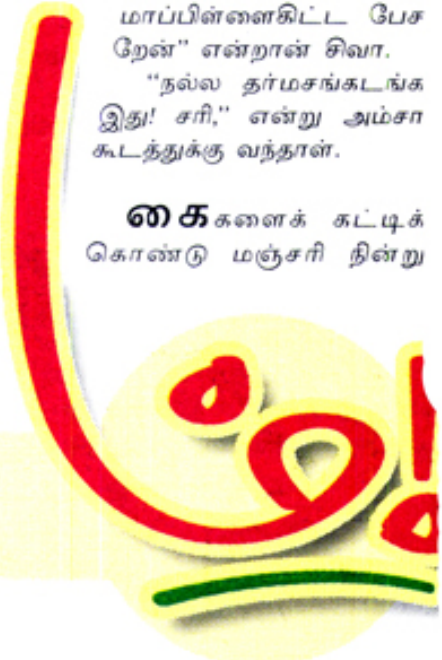 மாப்பிள்ளைகிட்ட பேச
றேன்” என்றான் சிவா.
“நல்ல தர்மசங்கடங்க
இது! சரி,” என்று அம்சா
கூடத்துக்கு வந்தாள்.
கைகளைக் கட்டிக்
கொண்டு மஞ்சரி நின்று